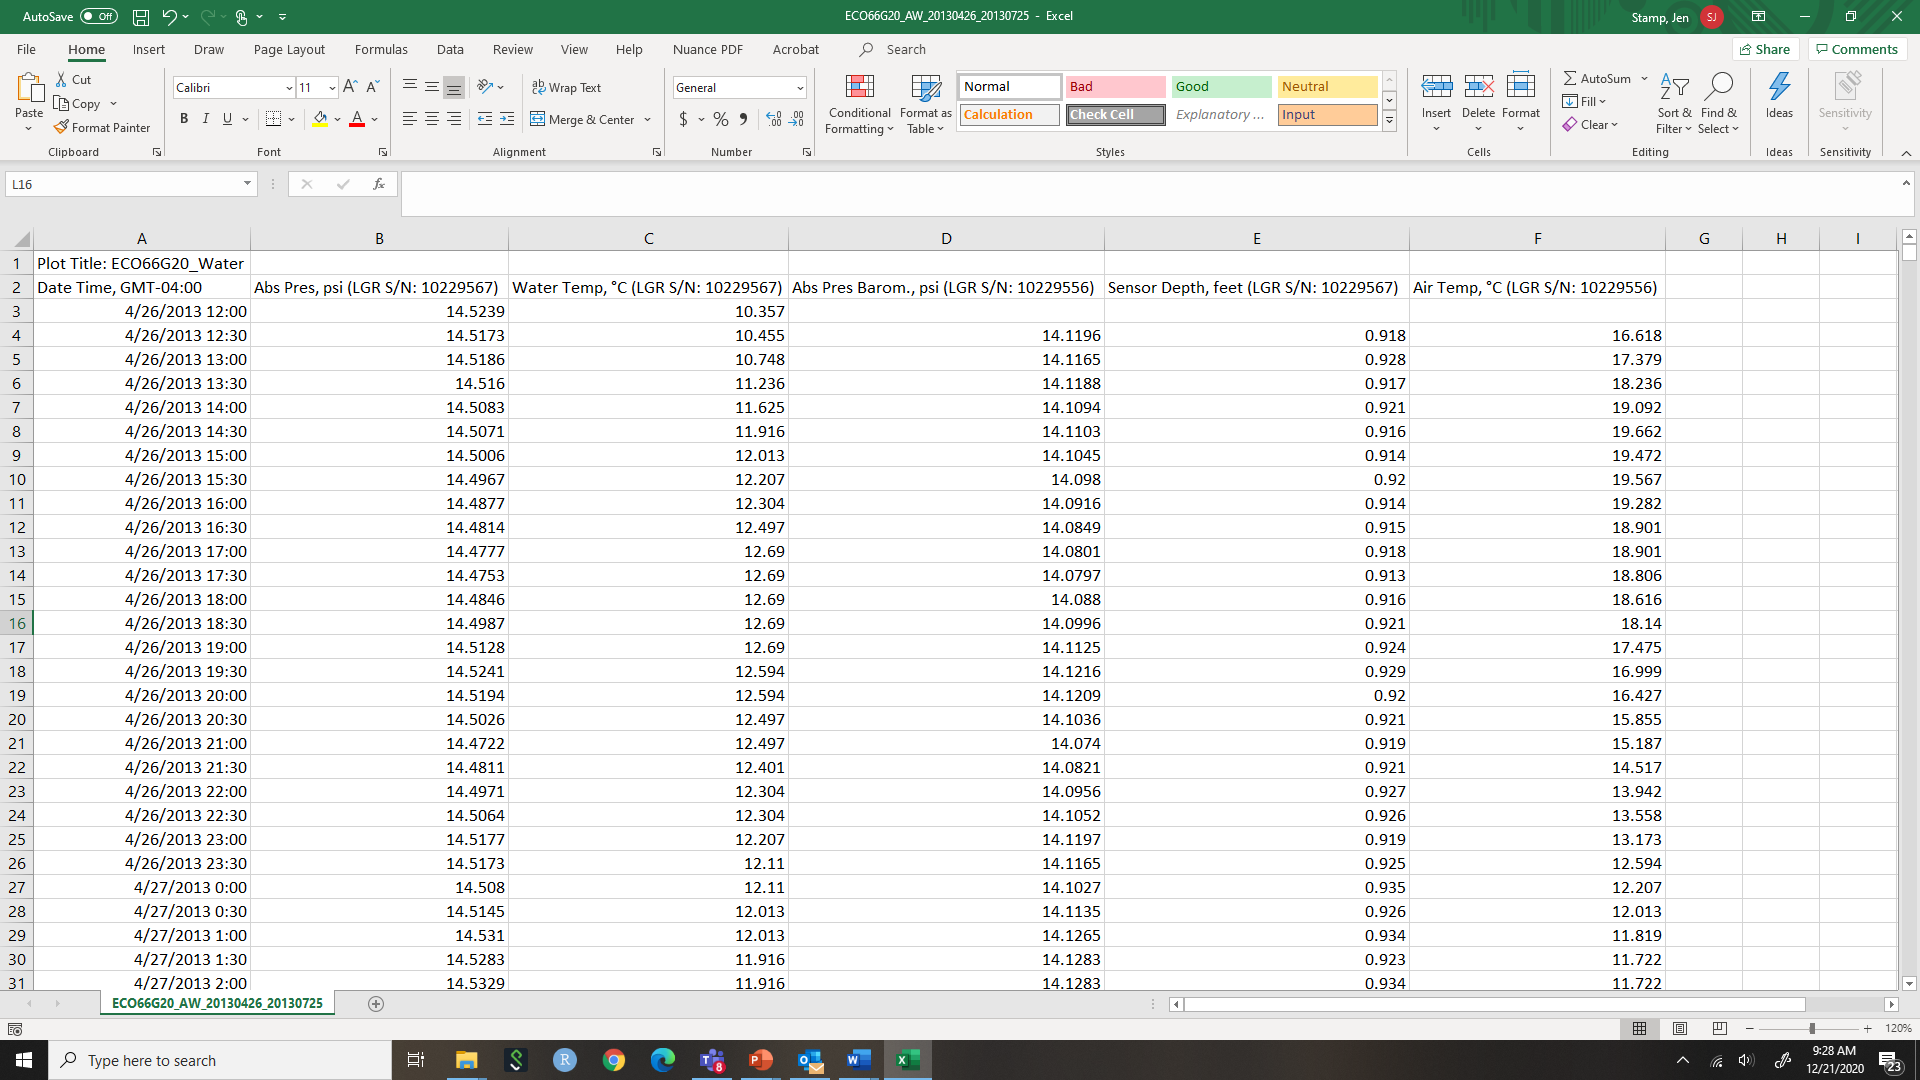 AutoSave Off
ECO66G20_AW_20130426_20130725 - Excel
Stamp, Jen SJ
File Home Insert Draw Page Layout Formulas Data Review View Help Nuance PDF Acrobat Search Share Comments
Paste
Cut
Copy
Format Painter
Clipboard
Calibri 11
B I U
Font
Wrap Text
Merge & Center
Alignment
General
$ % ,
Number
Conditional Formatting
Format as Table
Normal Bad Good Neutral
Calculation Check Cell Explanatory ... Input
Styles
Insert Delete Format
Cells
AutoSum
Fill
Clear
Sort & Filter
Find & Select
Editing
Ideas
Ideas
Sensitivity
Sensitivity
L16 fx
A B C D E F G H I
1 Plot Title: ECO66G20_Water
2 Date Time, GMT-04:00 Abs Pres, psi (LGR S/N: 10229567) Water Temp, °C (LGR S/N: 10229567) Abs Pres Barom., psi (LGR S/N: 10229556) Sensor Depth, feet (LGR S/N: 10229567) Air Temp, °C (LGR S/N: 10229556)
3 4/26/2013 12:00 14.5239 10.357
4 4/26/2013 12:30 14.5173 10.455 14.1196 0.918 16.618
5 4/26/2013 13:00 14.5186 10.748 14.1165 0.928 17.379
6 4/26/2013 13:30 14.516 11.236 14.1188 0.917 18.236
7 4/26/2013 14:00 14.5083 11.625 14.1094 0.921 19.092
8 4/26/2013 14:30 14.5071 11.916 14.1103 0.916 19.662
9 4/26/2013 15:00 14.5006 12.013 14.1045 0.914 19.472
10 4/26/2013 15:30 14.4967 12.207 14.098 0.92 19.567
11 4/26/2013 16:00 14.4877 12.304 14.0916 0.914 19.282
12 4/26/2013 16:30 14.4814 12.497 14.0849 0.915 18.901
13 4/26/2013 17:00 14.4777 12.69 14.0801 0.918 18.901
14 4/26/2013 17:30 14.4753 12.69 14.0797 0.913 18.806
15 4/26/2013 18:00 14.4846 12.69 14.088 0.916 18.616
16 4/26/2013 18:30 14.4987 12.69 14.0996 0.921 18.14
17 4/26/2013 19:00 14.5128 12.69 14.1125 0.924 17.475
18 4/26/2013 19:30 14.5241 12.594 14.1216 0.929 16.999
19 4/26/2013 20:00 14.5194 12.594 14.1209 0.92 16.427
20 4/26/2013 20:30 14.5026 12.497 14.1036 0.921 15.855
21 4/26/2013 21:00 14.4722 12.497 14.074 0.919 15.187
22 4/26/2013 21:30 14.4811 12.401 14.0821 0.921 14.517
23 4/26/2013 22:00 14.4971 12.304 14.0956 0.927 13.942
24 4/26/2013 22:30 14.5064 12.304 14.1052 0.926 13.558
25 4/26/2013 23:00 14.5177 12.207 14.1197 0.919 13.173
26 4/26/2013 23:30 14.5173 12.11 14.1165 0.925 12.594
27 4/27/2013 0:00 14.508 12.11 14.1027 0.935 12.207
28 4/27/2013 0:30 14.5145 12.013 14.1135 0.926 12.013
29 4/27/2013 1:00 14.531 12.013 14.1265 0.934 11.819
30 4/27/2013 1:30 14.5283 11.916 14.1283 0.923 11.722
31 4/27/2013 2:00 14.5329 11.916 14.1283 0.934 11.722
ECO66G20_AW_20130426_20130725
120%
Type here to search
9:28 AM
12/21/2020
23